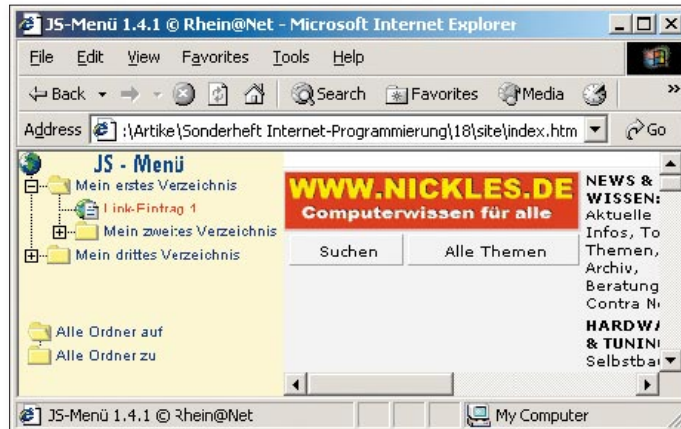 JS-Menü 1.4.1 © Rhein@Net - Microsoft Internet Explorer
File Edit View Favorites Tools Help
Back Search Favorites Media »
Address :\Artike\Sonderheft Internet-Programmierung\18\site\index.htm Go
JS - Menü
Mein erstes Verzeichnis
Link-Eintrag 1
Mein zweites Verzeichnis
Mein drittes Verzeichnis
Alle Ordner auf
Alle Ordner zu
WWW.NICKLES.DE
Computerwissen für alle
Suchen Alle Themen
NEWS &
WISSEN:
Aktuelle
Infos, To
Themen,
Archiv,
Beratung
Contra N
HARDWA
& TUNIN
Selbstba
JS-Menü 1.4.1 © Rhein@Net My Computer